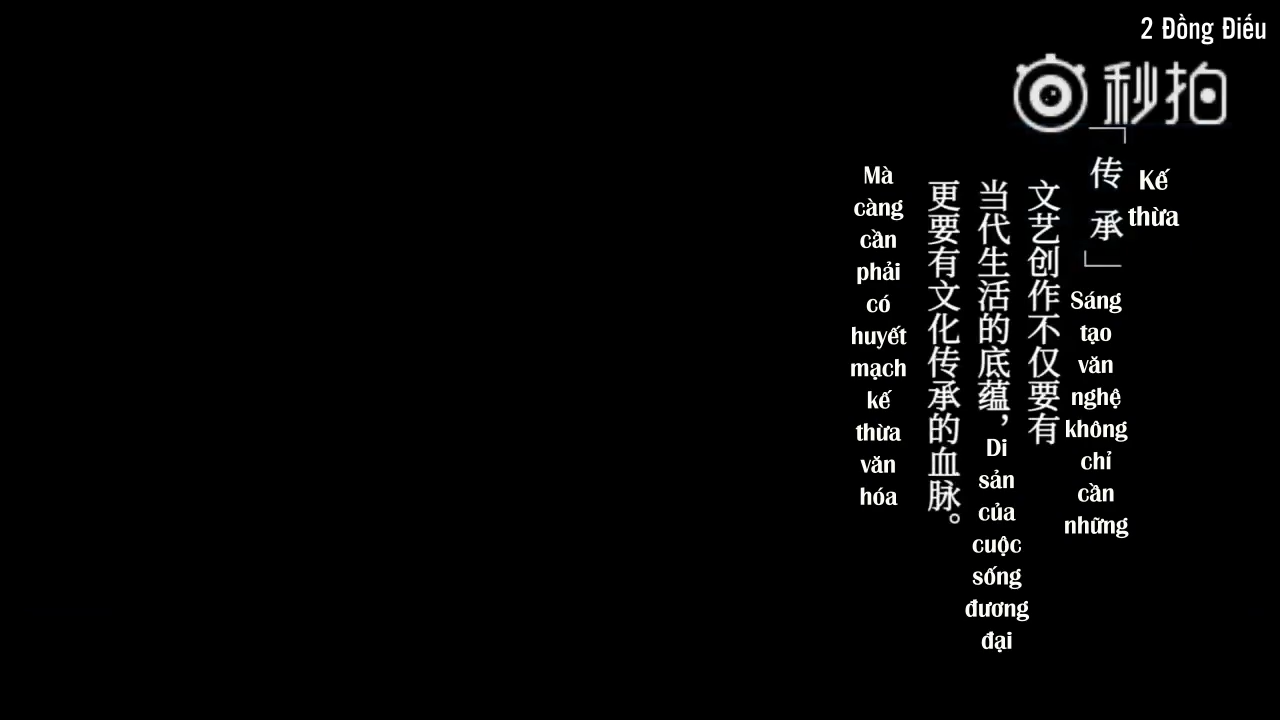 2 Đồng Điếu
秒拍
「传承」
Kế thừa
文艺创作不仅要有
Sáng tạo văn nghệ không chỉ cần những
当代生活的底蕴，
Di sản của cuộc sống đương đại
更要有文化传承的血脉。
Mà càng cần phải có huyết mạch kế thừa văn hóa